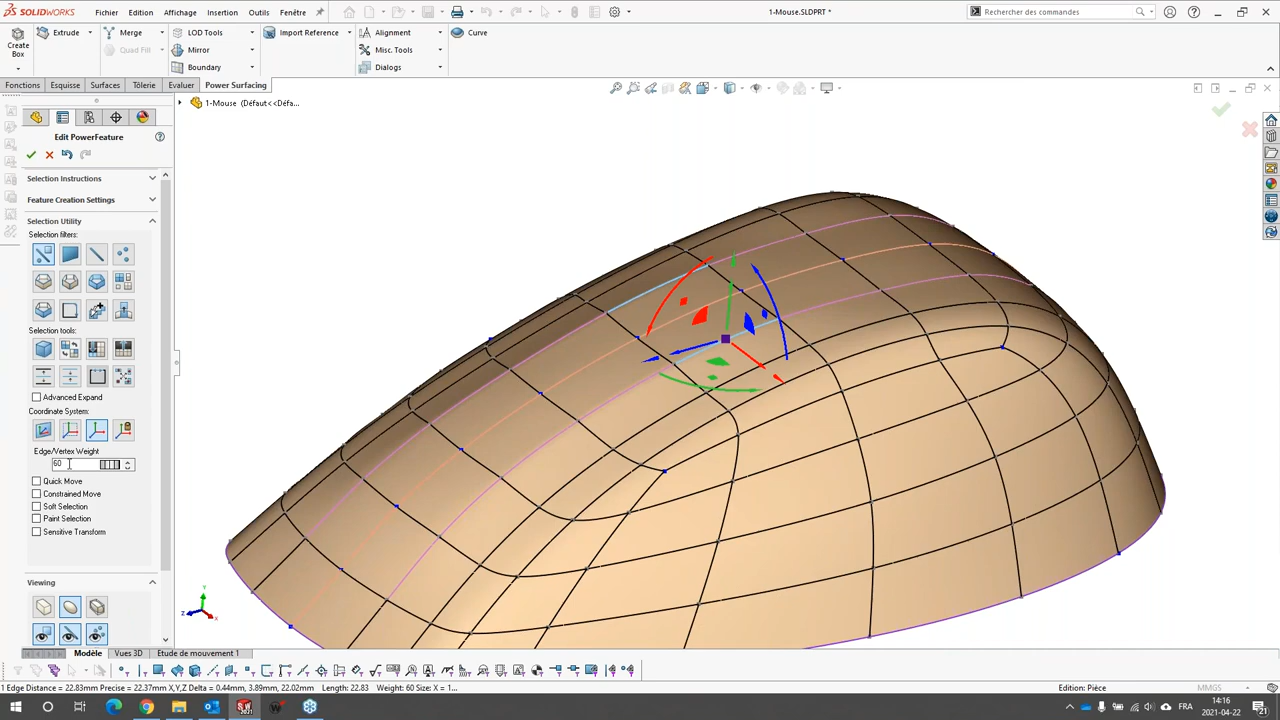 SOLIDWORKS Fichier Edition Affichage Insertion Outils Fenêtre 1-Mouse.SLDPRT * Rechercher des commandes
Create Box
Extrude Merge LOD Tools Import Reference Alignment Curve
Quad Fill Mirror Misc. Tools
Boundary Dialogs
Fonctions Esquisse Surfaces Tôlerie Evaluer Power Surfacing
1-Mouse (Défaut<<Défa...
Edit PowerFeature
Selection Instructions
Feature Creation Settings
Selection Utility
Selection filters:
Selection tools:
Advanced Expand
Coordinate System:
Edge/Vertex Weight
60
Quick Move
Constrained Move
Soft Selection
Paint Selection
Sensitive Transform
Viewing
Y
Z
X
Modèle Vues 3D Etude de mouvement 1
1 Edge Distance = 22.83mm Precise = 22.37mm X,Y,Z Delta = 0.44mm, 3.89mm, 22.02mm Length: 22.83 Weight: 60 Size: X = 1... Edition: Pièce MMGS
FRA
14:16
2021-04-22